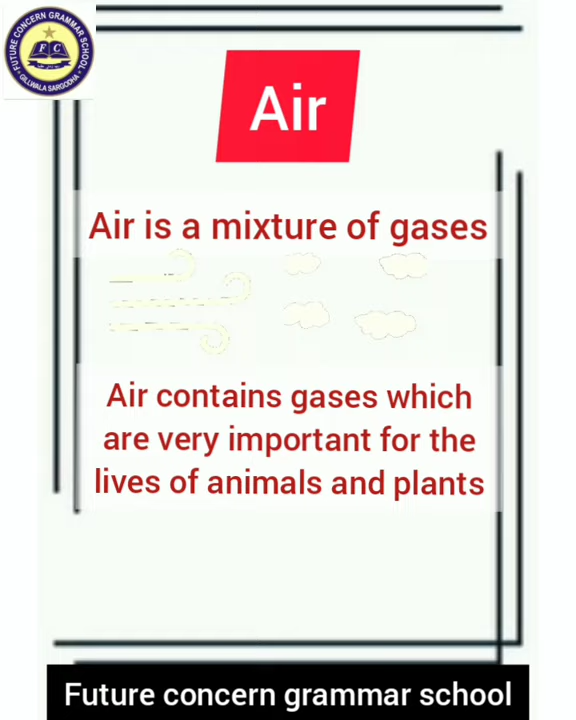 FUTURE CONCERN GRAMMAR SCHOOL
F C
GILLWALA SARGODHA
Air
Air is a mixture of gases
Air contains gases which
are very important for the
lives of animals and plants
Future concern grammar school